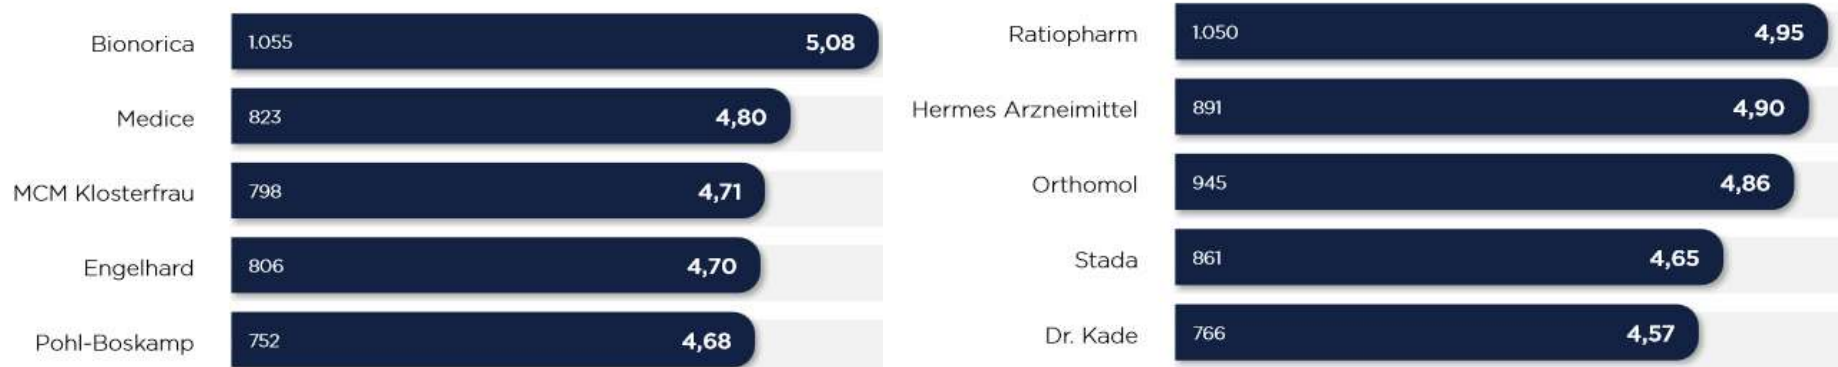 Bionorica 1.055 5,08
Medice 823 4,80
MCM Klosterfrau 798 4,71
Engelhard 806 4,70
Pohl-Boskamp 752 4,68
Ratiopharm 1.050 4,95
Hermes Arzneimittel 891 4,90
Orthomol 945 4,86
Stada 861 4,65
Dr. Kade 766 4,57